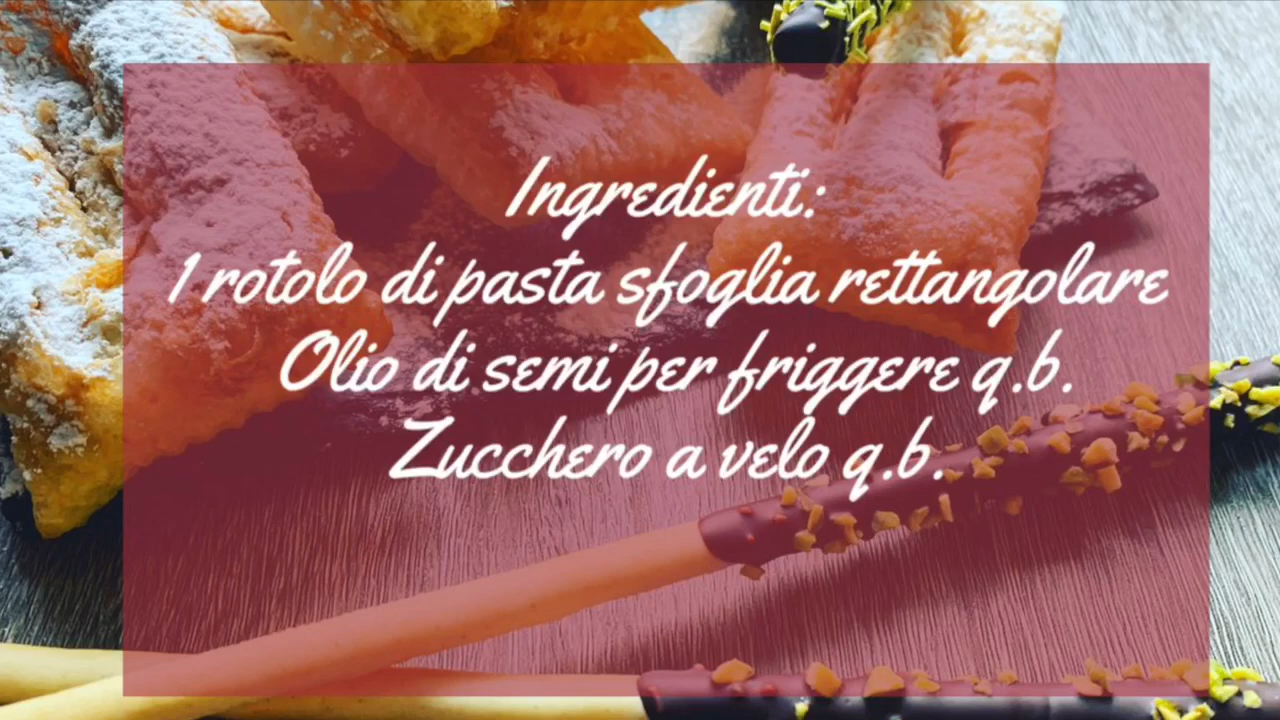 Ingredienti:
1 rotolo di pasta sfoglia rettangolare
Olio di semi per friggere q.b.
Zucchero a velo q.b.